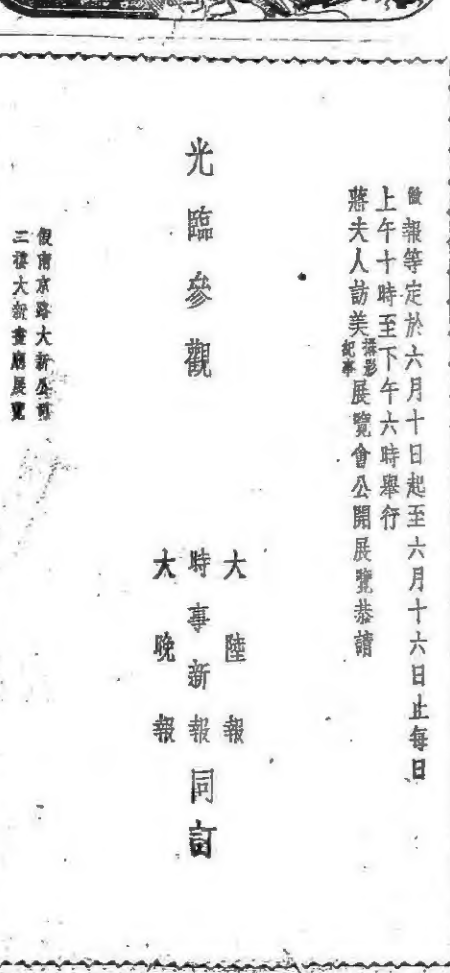 敝報等定於六月十日起至六月十六日止每日
上午十時至下午六時舉行
蔣夫人訪美攝影紀事展覽會公開展覽恭請
光臨參觀
大陸報
時事新報同訂
大晚報
假南京路大新公司
二樓大新畫廳展覽